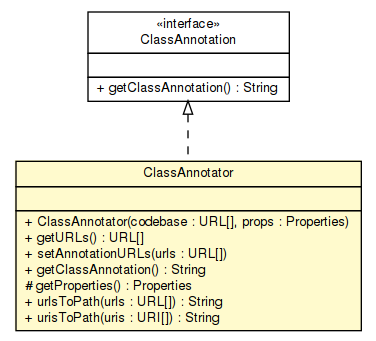 «interface»
ClassAnnotation
+ getClassAnnotation() : String
ClassAnnotator
+ ClassAnnotator(codebase : URL[], props : Properties)
+ getURLs() : URL[]
+ setAnnotationURLs(urls : URL[])
+ getClassAnnotation() : String
# getProperties() : Properties
+ urlsToPath(urls : URL[]) : String
+ urisToPath(uris : URI[]) : String